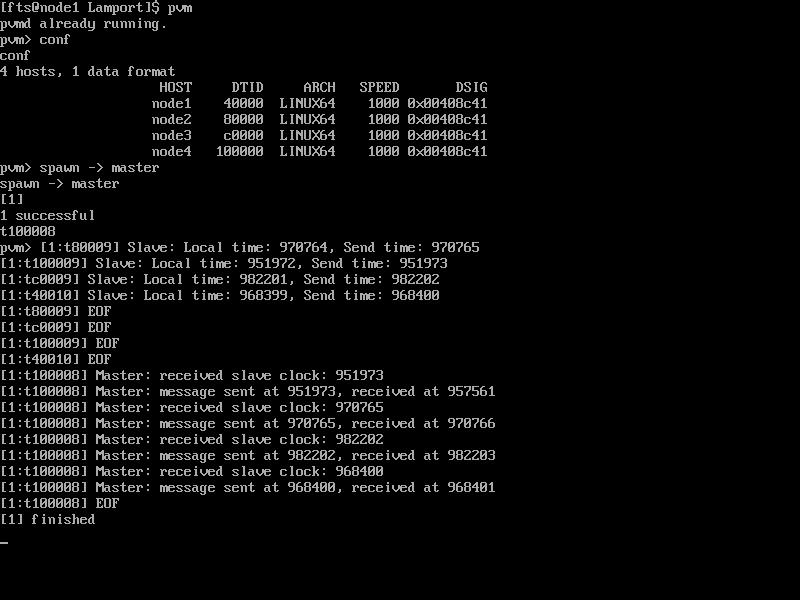 [fts@node1 Lamport]$ pvm
pvmd already running.
pvm> conf
conf
4 hosts, 1 data format
HOST DTID ARCH SPEED DSIG
node1 40000 LINUX64 1000 0x00408c41
node2 80000 LINUX64 1000 0x00408c41
node3 c0000 LINUX64 1000 0x00408c41
node4 100000 LINUX64 1000 0x00408c41
pvm> spawn -> master
spawn -> master
[1]
1 successful
t100008
pvm> [1:t80009] Slave: Local time: 970764, Send time: 970765
[1:t100009] Slave: Local time: 951972, Send time: 951973
[1:tc0009] Slave: Local time: 982201, Send time: 982202
[1:t40010] Slave: Local time: 968399, Send time: 968400
[1:t80009] EOF
[1:tc0009] EOF
[1:t100009] EOF
[1:t40010] EOF
[1:t100008] Master: received slave clock: 951973
[1:t100008] Master: message sent at 951973, received at 957561
[1:t100008] Master: received slave clock: 970765
[1:t100008] Master: message sent at 970765, received at 970766
[1:t100008] Master: received slave clock: 982202
[1:t100008] Master: message sent at 982202, received at 982203
[1:t100008] Master: received slave clock: 968400
[1:t100008] Master: message sent at 968400, received at 968401
[1:t100008] EOF
[1] finished